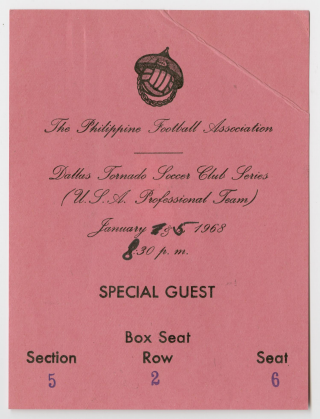 The Philippine Football Association
Dallas Tornado Soccer Club Series
(U.S.A. Professional Team)
January & 5 1968
8:30 p. m.
SPECIAL GUEST
Box Seat
Section Row Seat
5 2 6